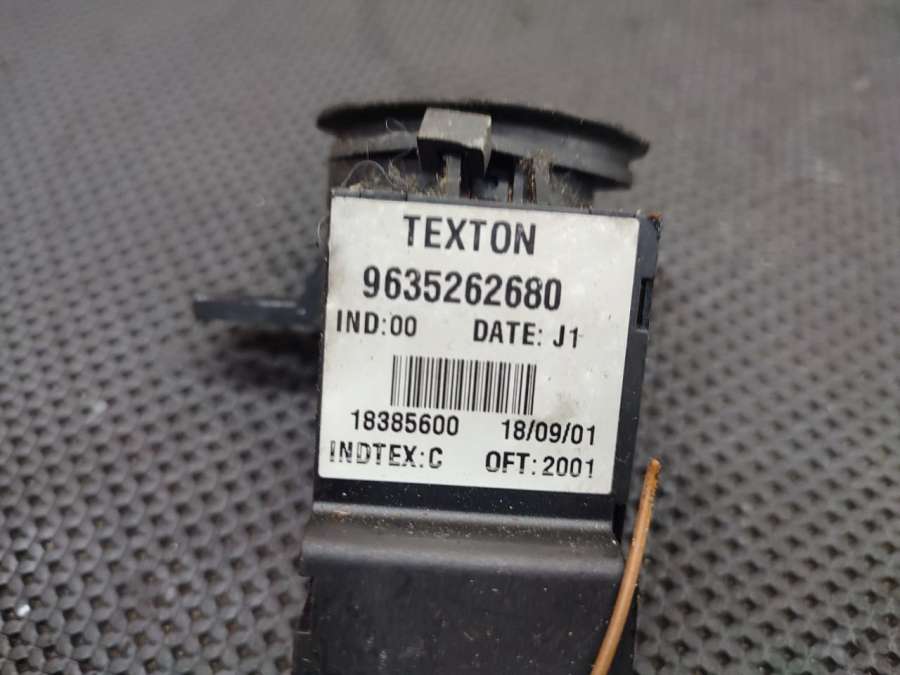 TEXTON
9635262680
IND:00 DATE: J1
18385600 18/09/01
INDTEX:C OFT:2001